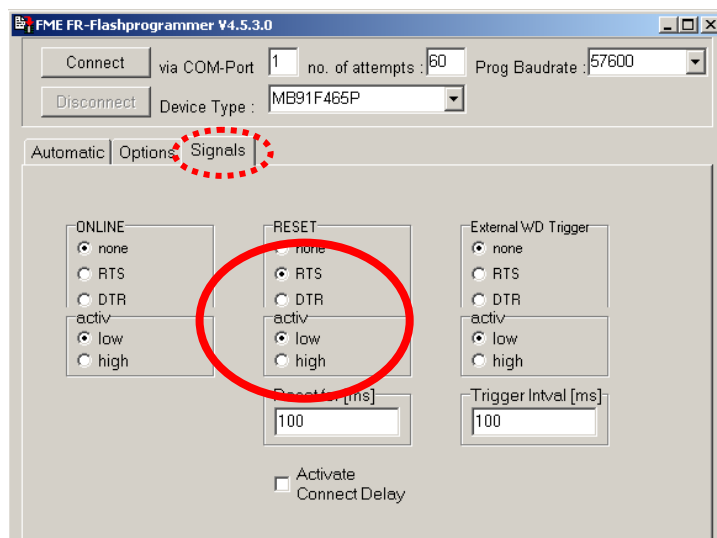 FME FR-Flashprogrammer V4.5.3.0
Connect via COM-Port 1 no. of attempts : 60 Prog Baudrate : 57600
Disconnect Device Type : MB91F465P
Automatic Options Signals
ONLINE RESET External WD Trigger
none none none
RTS RTS RTS
DTR DTR DTR
activ activ activ
low low low
high high high
Reset for [ms] Trigger Intval [ms]
100 100
Activate
Connect Delay